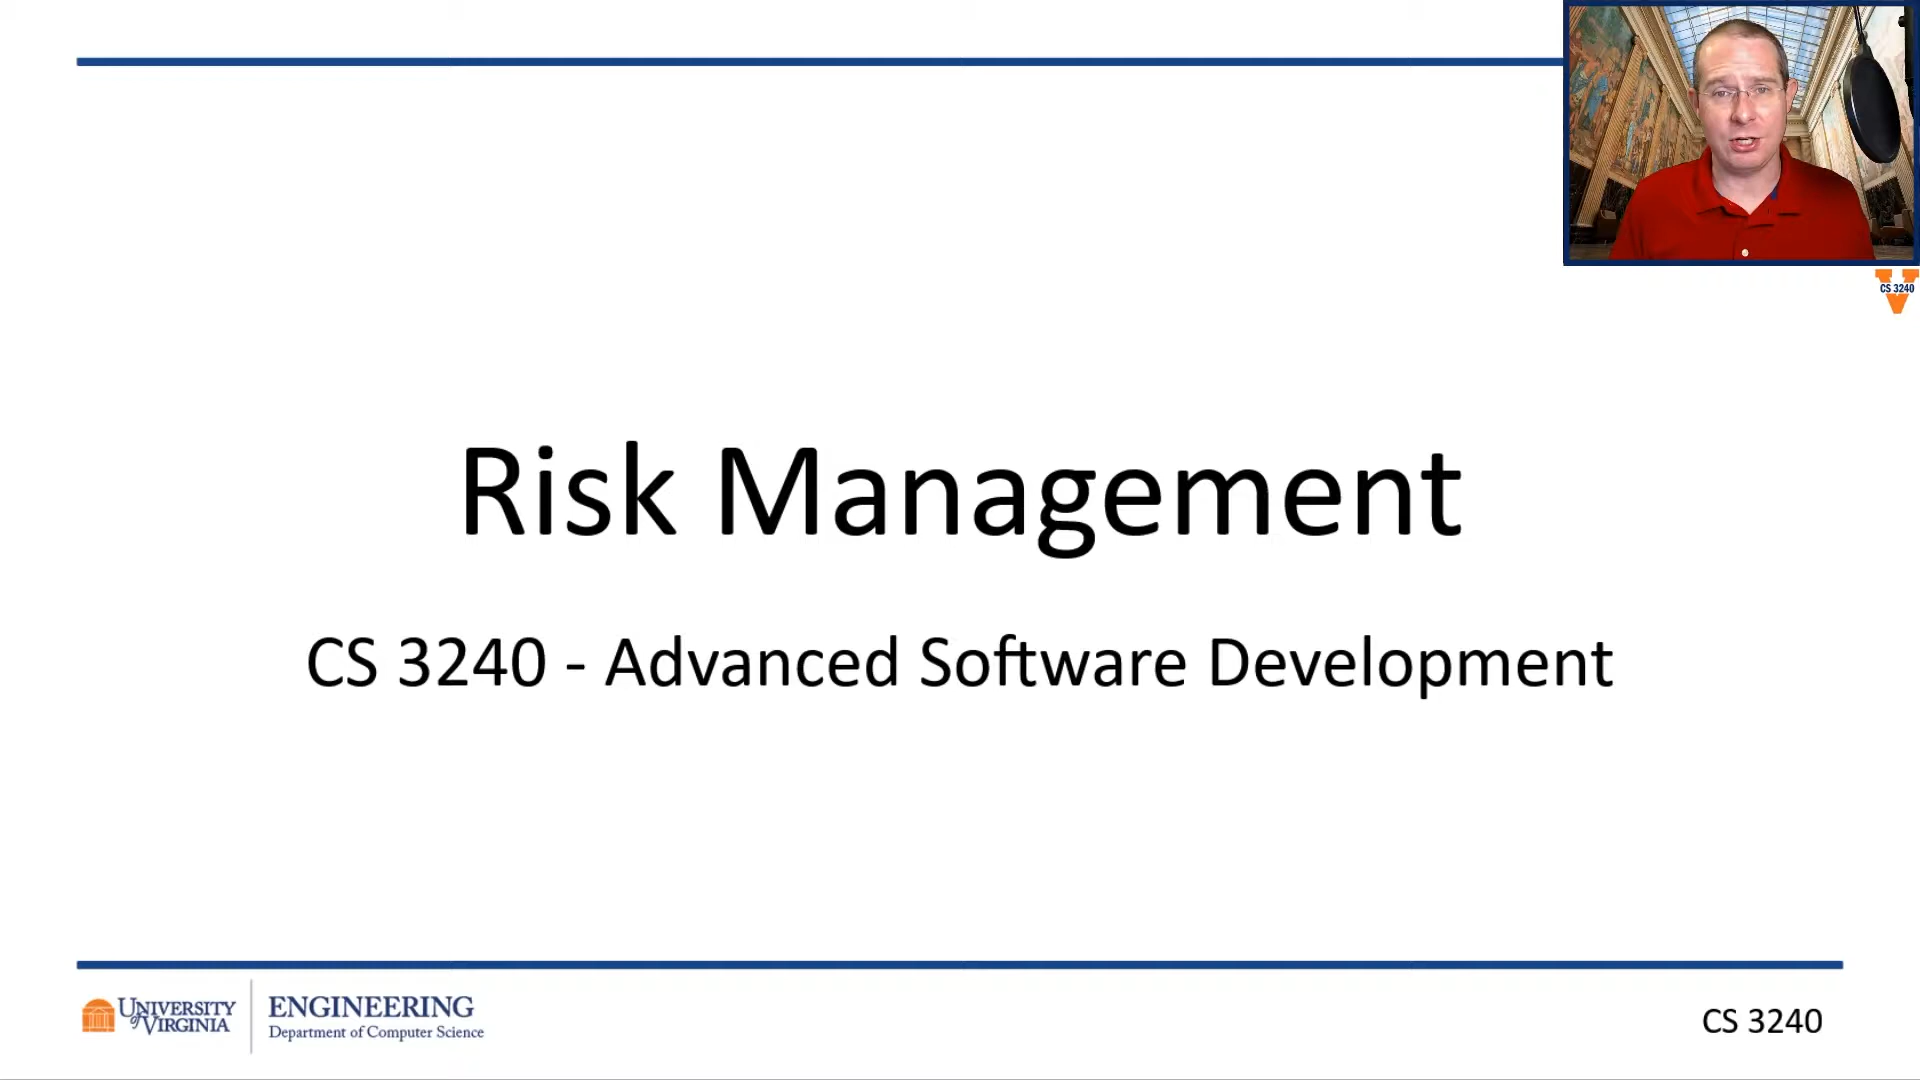 CS 3240
Risk Management
CS 3240 - Advanced Software Development
UNIVERSITY
of VIRGINIA
ENGINEERING
Department of Computer Science
CS 3240